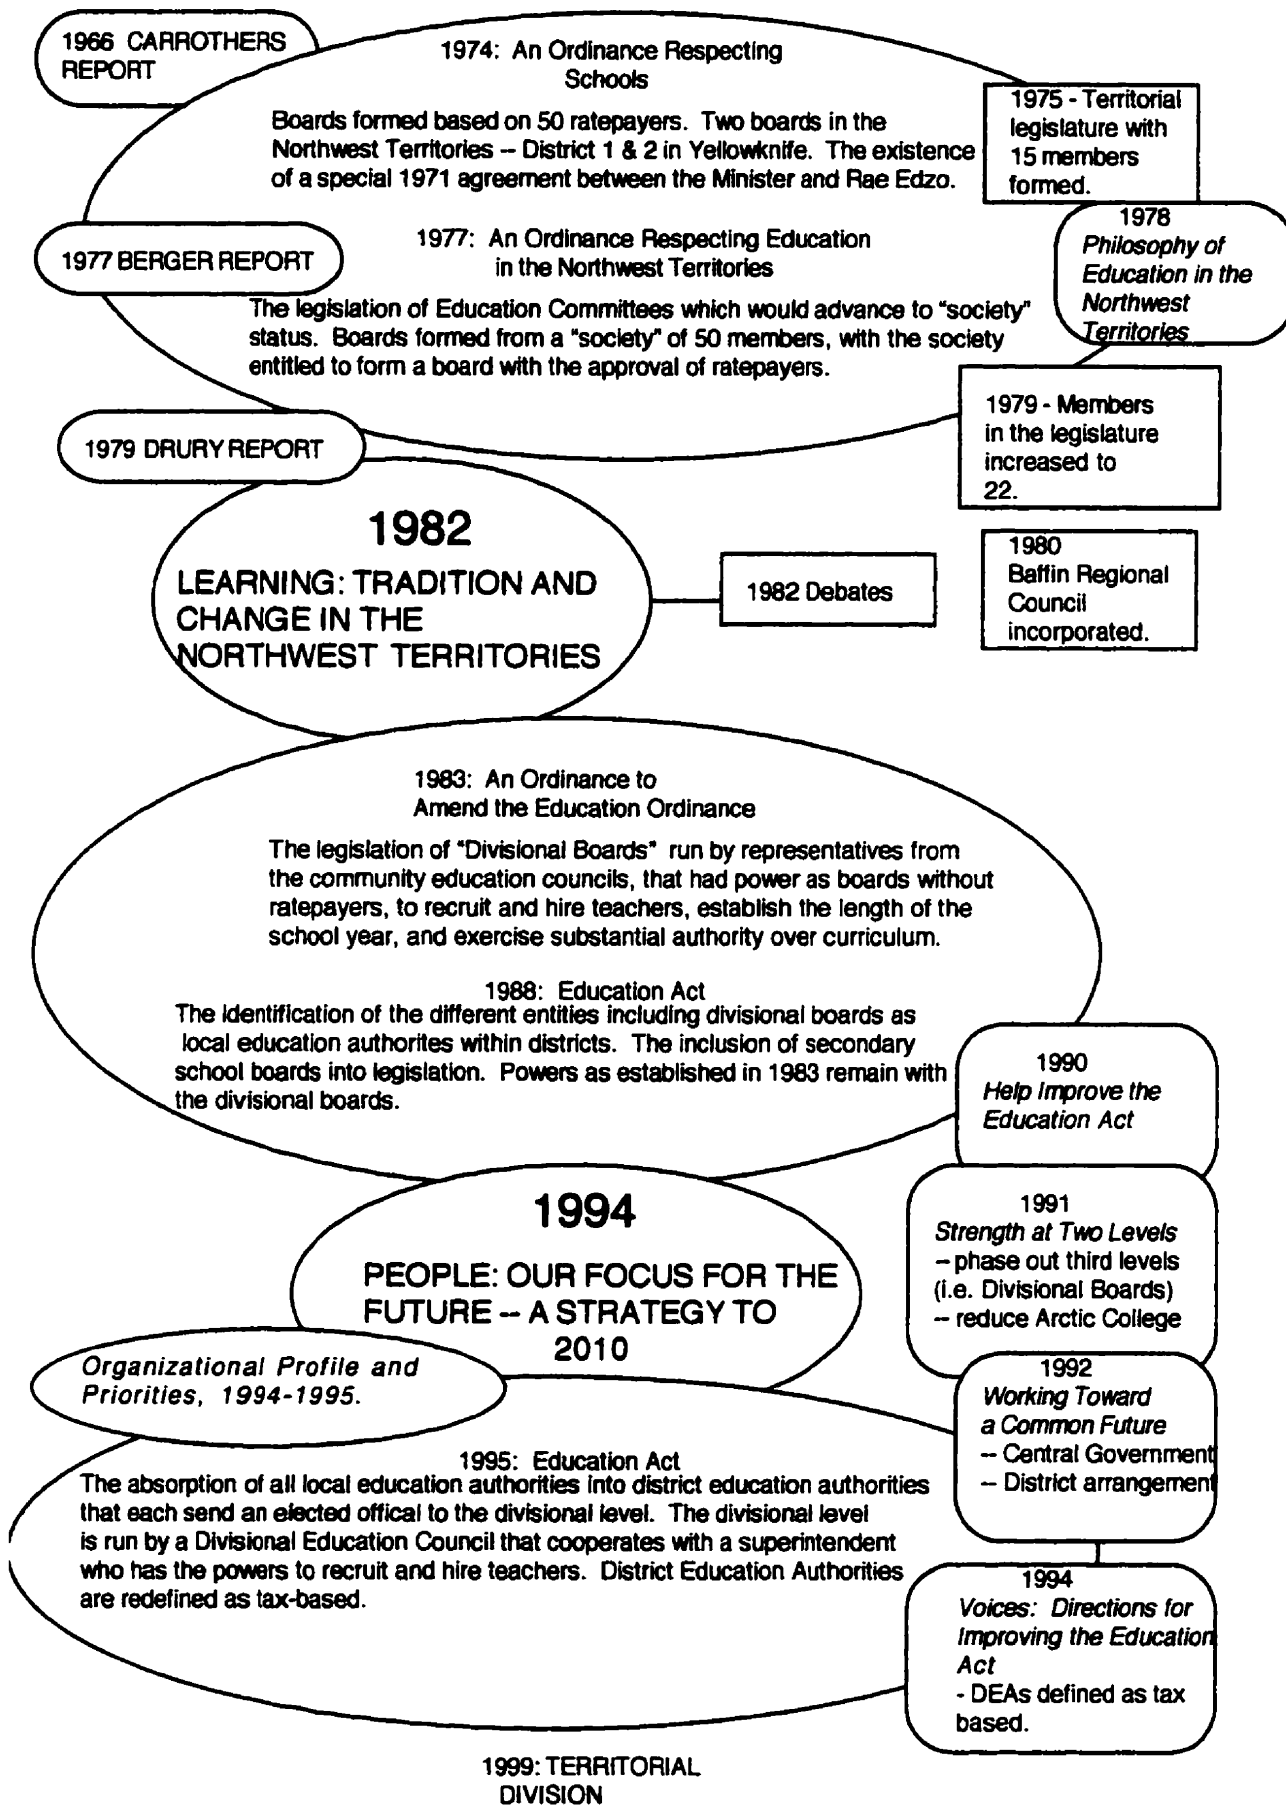 1966 CARROTHERS
REPORT
1974: An Ordinance Respecting
Schools
Boards formed based on 50 ratepayers. Two boards in the
Northwest Territories -- District 1 & 2 in Yellowknife. The existence
of a special 1971 agreement between the Minister and Rae Edzo.
1975 - Territorial
legislature with
15 members
formed.
1977 BERGER REPORT
1977: An Ordinance Respecting Education
in the Northwest Territories
The legislation of Education Committees which would advance to "society"
status. Boards formed from a "society" of 50 members, with the society
entitled to form a board with the approval of ratepayers.
1978
Philosophy of
Education in the
Northwest
Territories
1979 - Members
in the legislature
increased to
22.
1979 DRURY REPORT
1982
LEARNING: TRADITION AND
CHANGE IN THE
NORTHWEST TERRITORIES
1982 Debates
1980
Baffin Regional
Council
incorporated.
1983: An Ordinance to
Amend the Education Ordinance
The legislation of "Divisional Boards" run by representatives from
the community education councils, that had power as boards without
ratepayers, to recruit and hire teachers, establish the length of the
school year, and exercise substantial authority over curriculum.
1988: Education Act
The identification of the different entities including divisional boards as
local education authorites within districts. The inclusion of secondary
school boards into legislation. Powers as established in 1983 remain with
the divisional boards.
1990
Help Improve the
Education Act
1991
Strength at Two Levels
-- phase out third levels
(i.e. Divisional Boards)
-- reduce Arctic College
1994
PEOPLE: OUR FOCUS FOR THE
FUTURE -- A STRATEGY TO
2010
Organizational Profile and
Priorities, 1994-1995.
1992
Working Toward
a Common Future
-- Central Government
-- District arrangement
1995: Education Act
The absorption of all local education authorities into district education authorities
that each send an elected offical to the divisional level. The divisional level
is run by a Divisional Education Council that cooperates with a superintendent
who has the powers to recruit and hire teachers. District Education Authorities
are redefined as tax-based.
1994
Voices: Directions for
Improving the Education
Act
- DEAs defined as tax
based.
1999: TERRITORIAL
DIVISION